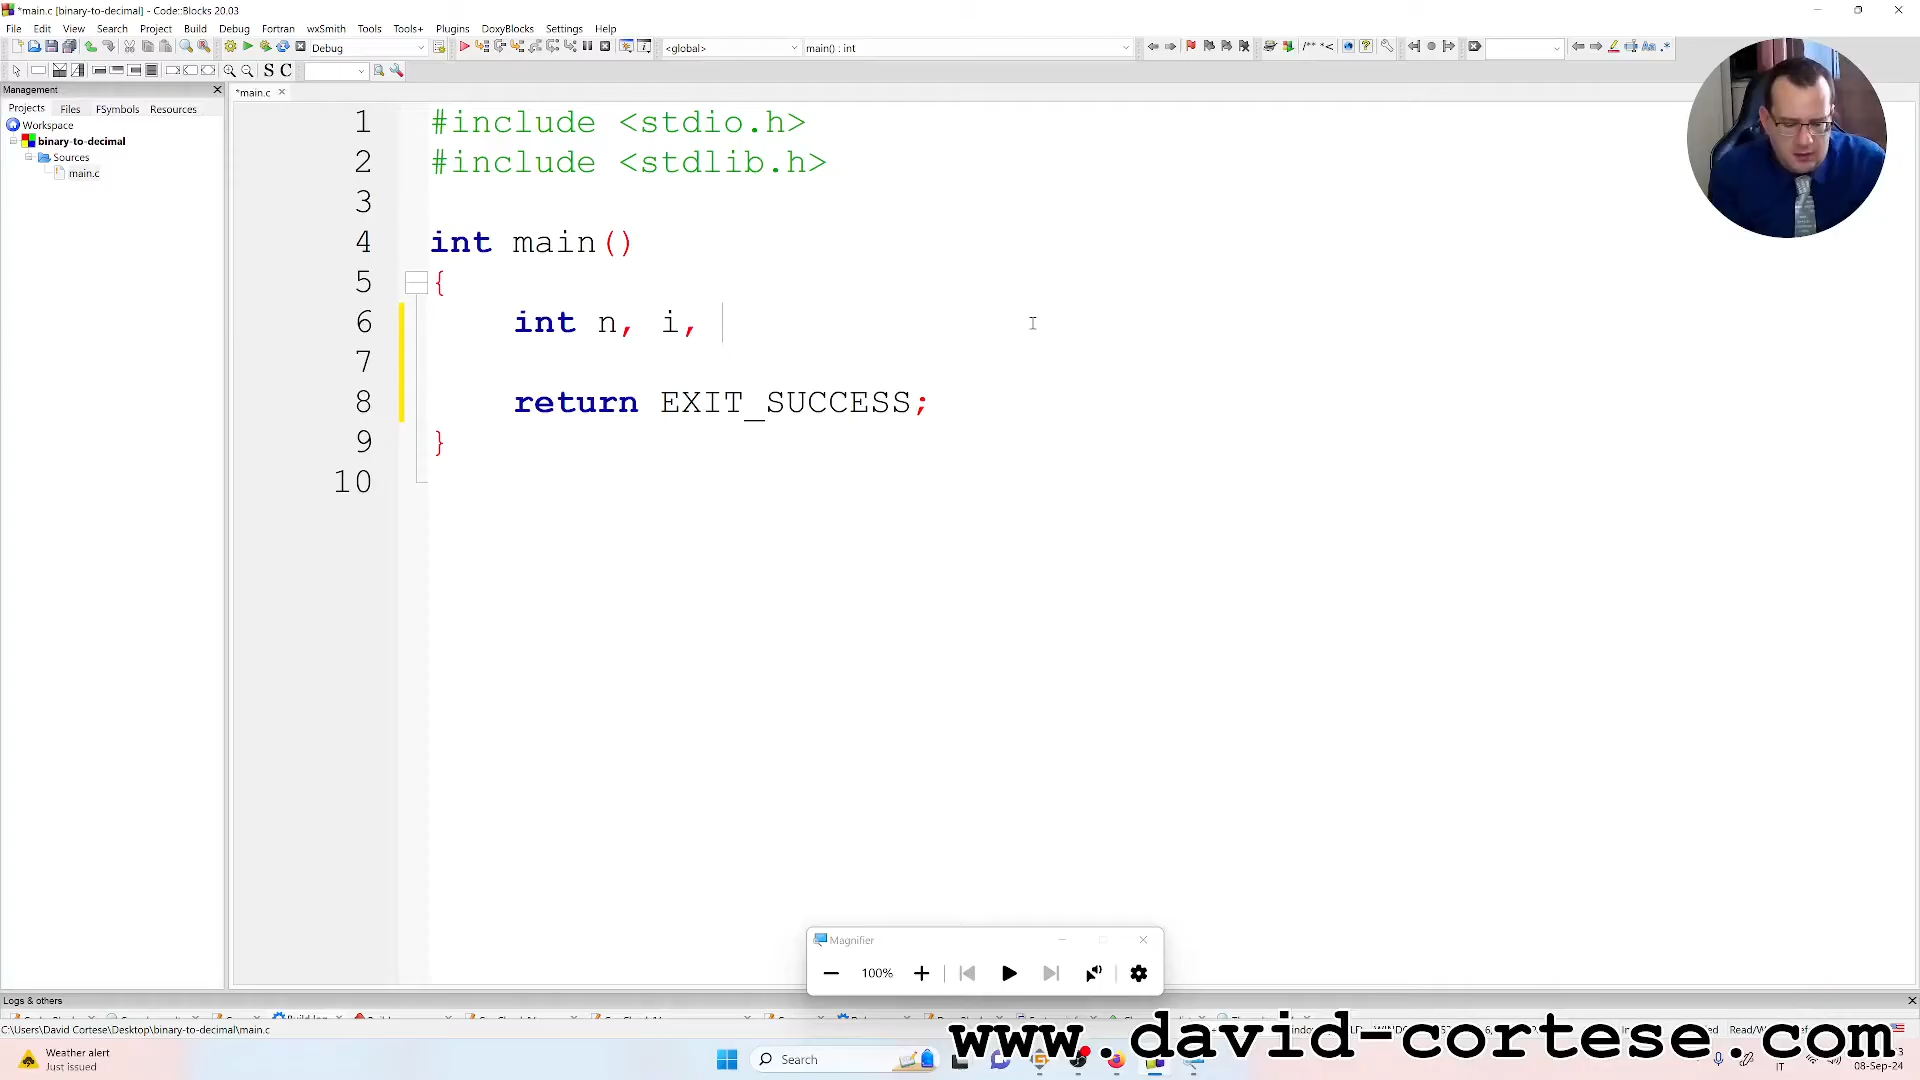 *main.c [binary-to-decimal] - Code::Blocks 20.03
File Edit View Search Project Build Debug Fortran wxSmith Tools Tools+ Plugins DoxyBlocks Settings Help
Debug <global> main() : int
S C
Management
Projects Files FSymbols Resources
*main.c
Workspace
binary-to-decimal
Sources
main.c
1 #include <stdio.h>
2 #include <stdlib.h>
3
4 int main()
5 {
6 int n, i,
7
8 return EXIT_SUCCESS;
9 }
10
Magnifier
100%
Logs & others
C:\Users\David Cortese\Desktop\binary-to-decimal\main.c
www.david-cortese.com
Weather alert
Just issued
Search
IT
08-Sep-24